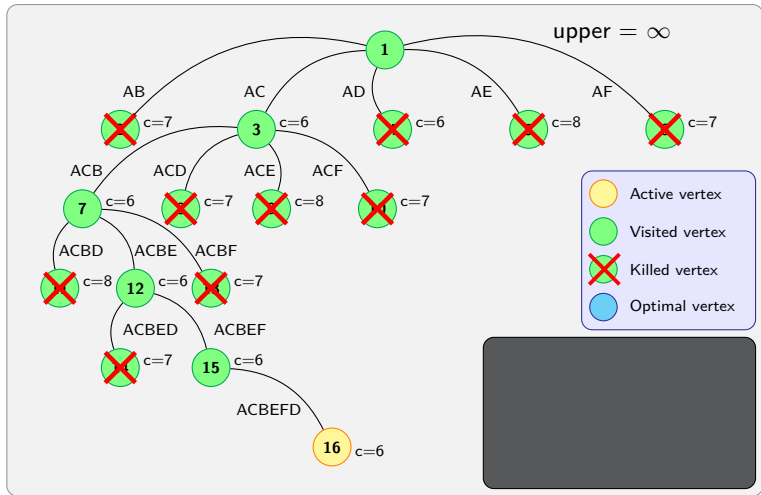 upper = ∞
1
AB
AC
AD
AE
AF
c=7
3
c=6
c=6
c=8
c=7
ACB
ACD
ACE
ACF
7
c=6
c=7
c=8
c=7
ACBD
ACBE
ACBF
c=8
12
c=6
c=7
ACBED
ACBEF
c=7
15
c=6
ACBEFD
16
c=6
Active vertex
Visited vertex
Killed vertex
Optimal vertex